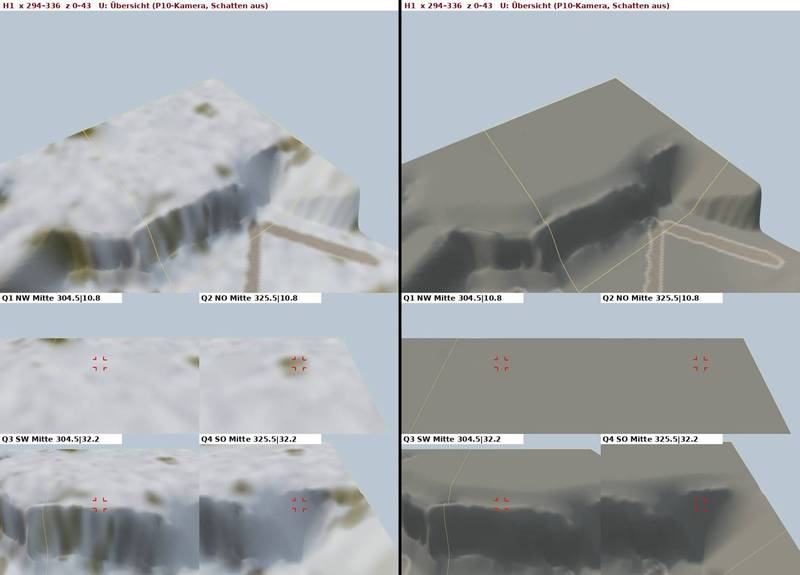 H1 x 294–336 z 0–43 U: Übersicht (P10-Kamera, Schatten aus)
H1 x 294–336 z 0–43 U: Übersicht (P10-Kamera, Schatten aus)
Q1 NW Mitte 304.5|10.8
Q2 NO Mitte 325.5|10.8
Q1 NW Mitte 304.5|10.8
Q2 NO Mitte 325.5|10.8
Q3 SW Mitte 304.5|32.2
Q4 SO Mitte 325.5|32.2
Q3 SW Mitte 304.5|32.2
Q4 SO Mitte 325.5|32.2